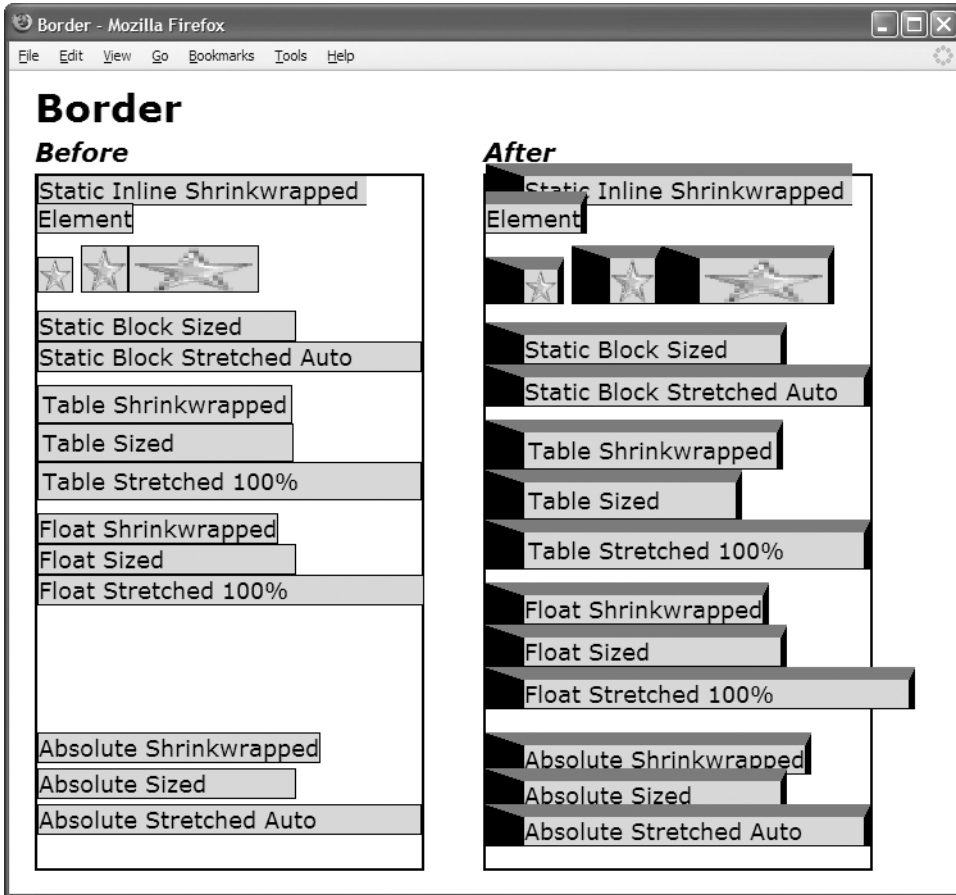 Border - Mozilla Firefox
File Edit View Go Bookmarks Tools Help
Border
Before
Static Inline Shrinkwrapped
Element
Static Block Sized
Static Block Stretched Auto
Table Shrinkwrapped
Table Sized
Table Stretched 100%
Float Shrinkwrapped
Float Sized
Float Stretched 100%
Absolute Shrinkwrapped
Absolute Sized
Absolute Stretched Auto
After
Static Inline Shrinkwrapped
Element
Static Block Sized
Static Block Stretched Auto
Table Shrinkwrapped
Table Sized
Table Stretched 100%
Float Shrinkwrapped
Float Sized
Float Stretched 100%
Absolute Shrinkwrapped
Absolute Sized
Absolute Stretched Auto